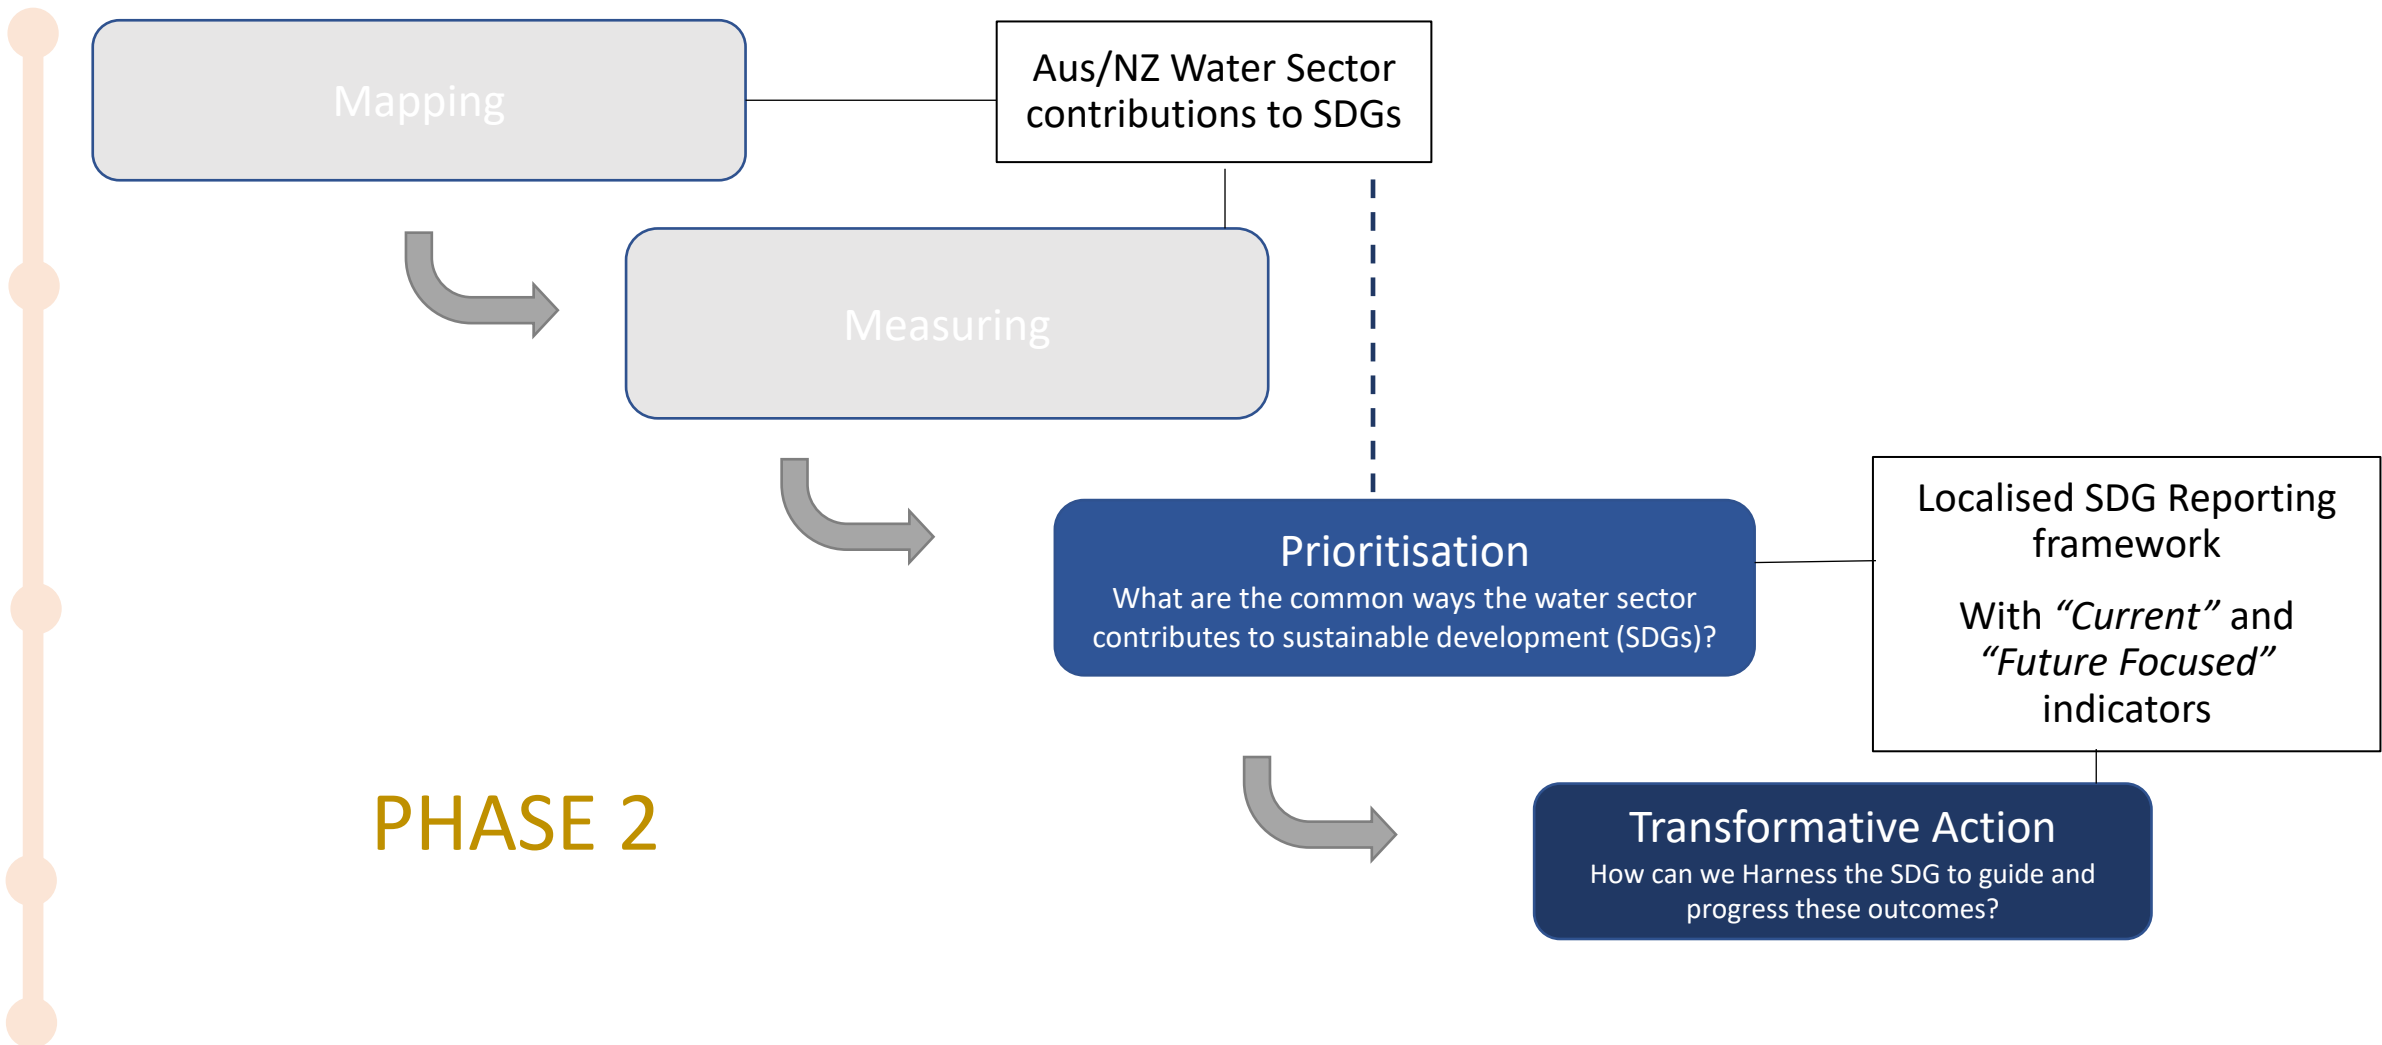 Mapping
Aus/NZ Water Sector
contributions to SDGs
Measuring
Prioritisation
What are the common ways the water sector
contributes to sustainable development (SDGs)?
Localised SDG Reporting
framework
With “Current” and
“Future Focused”
indicators
PHASE 2
Transformative Action
How can we Harness the SDG to guide and
progress these outcomes?